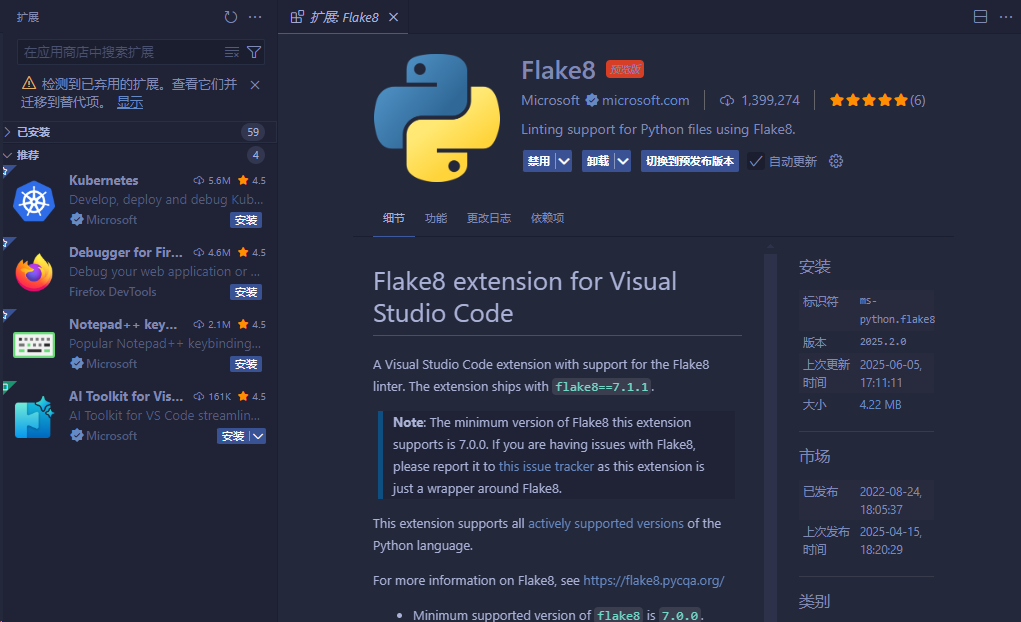 扩展
在应用商店中搜索扩展
检测到已弃用的扩展。查看它们并
迁移到替代项。 显示
已安装 59
推荐 4
Kubernetes 5.6M 4.5
Develop, deploy and debug Kub...
Microsoft 安装
Debugger for Fir... 4.6M 4.5
Debug your web application or ...
Firefox DevTools 安装
Notepad++ key... 2.1M 4.5
Popular Notepad++ keybinding...
Microsoft 安装
AI Toolkit for Vis... 161K 4.5
AI Toolkit for VS Code streamlin...
Microsoft 安装
扩展: Flake8
Flake8 预览版
Microsoft microsoft.com 1,399,274 (6)
Linting support for Python files using Flake8.
禁用 卸载 切换到预发布版本 自动更新
细节 功能 更改日志 依赖项
Flake8 extension for Visual
Studio Code
A Visual Studio Code extension with support for the Flake8
linter. The extension ships with flake8==7.1.1.
Note: The minimum version of Flake8 this extension
supports is 7.0.0. If you are having issues with Flake8,
please report it to this issue tracker as this extension is
just a wrapper around Flake8.
This extension supports all actively supported versions of the
Python language.
For more information on Flake8, see https://flake8.pycqa.org/
• Minimum supported version of flake8 is 7.0.0.
安装
标识符 ms-
python.flake8
版本 2025.2.0
上次更新 2025-06-05,
时间 17:11:11
大小 4.22 MB
市场
已发布 2022-08-24,
18:05:37
上次发布 2025-04-15,
时间 18:20:29
类别